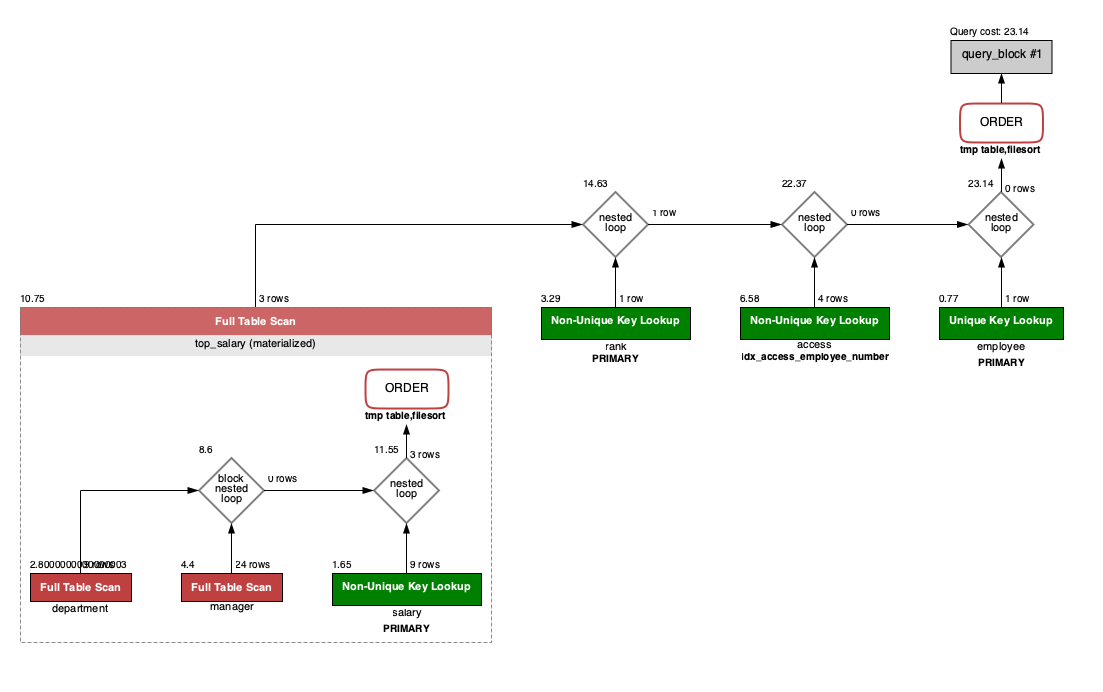 Query cost: 23.14
query_block #1
ORDER
tmp table,filesort
14.63
22.37
23.14
0 rows
nested
loop
1 row
nested
loop
0 rows
nested
loop
10.75
3 rows
3.29
1 row
6.58
4 rows
0.77
1 row
Full Table Scan
Non-Unique Key Lookup
Non-Unique Key Lookup
Unique Key Lookup
top_salary (materialized)
rank
PRIMARY
access
idx_access_employee_number
employee
PRIMARY
ORDER
tmp table,filesort
8.6
11.55
3 rows
block
nested
loop
0 rows
nested
loop
4.4
24 rows
1.65
9 rows
Full Table Scan
Full Table Scan
Non-Unique Key Lookup
department
manager
salary
PRIMARY